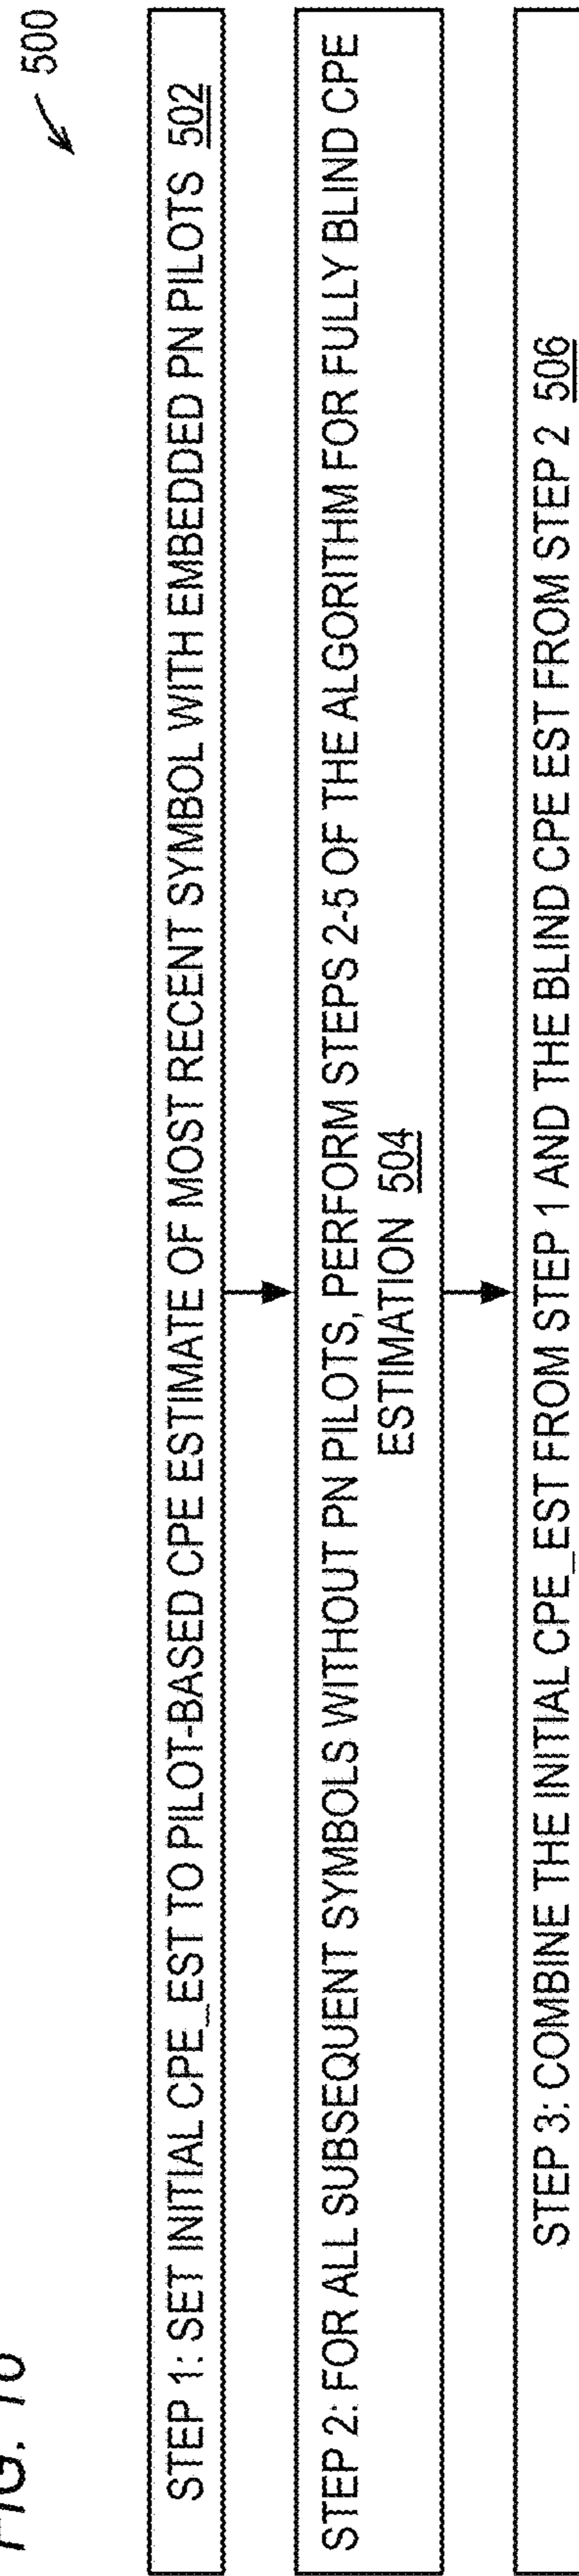 500
STEP 1: SET INITIAL CPE_EST TO PILOT-BASED CPE ESTIMATE OF MOST RECENT SYMBOL WITH EMBEDDED PN PILOTS 502
STEP 2: FOR ALL SUBSEQUENT SYMBOLS WITHOUT PN PILOTS, PERFORM STEPS 2-5 OF THE ALGORITHM FOR FULLY BLIND CPE
ESTIMATION 504
STEP 3: COMBINE THE INITIAL CPE_EST FROM STEP 1 AND THE BLIND CPE EST FROM STEP 2 506